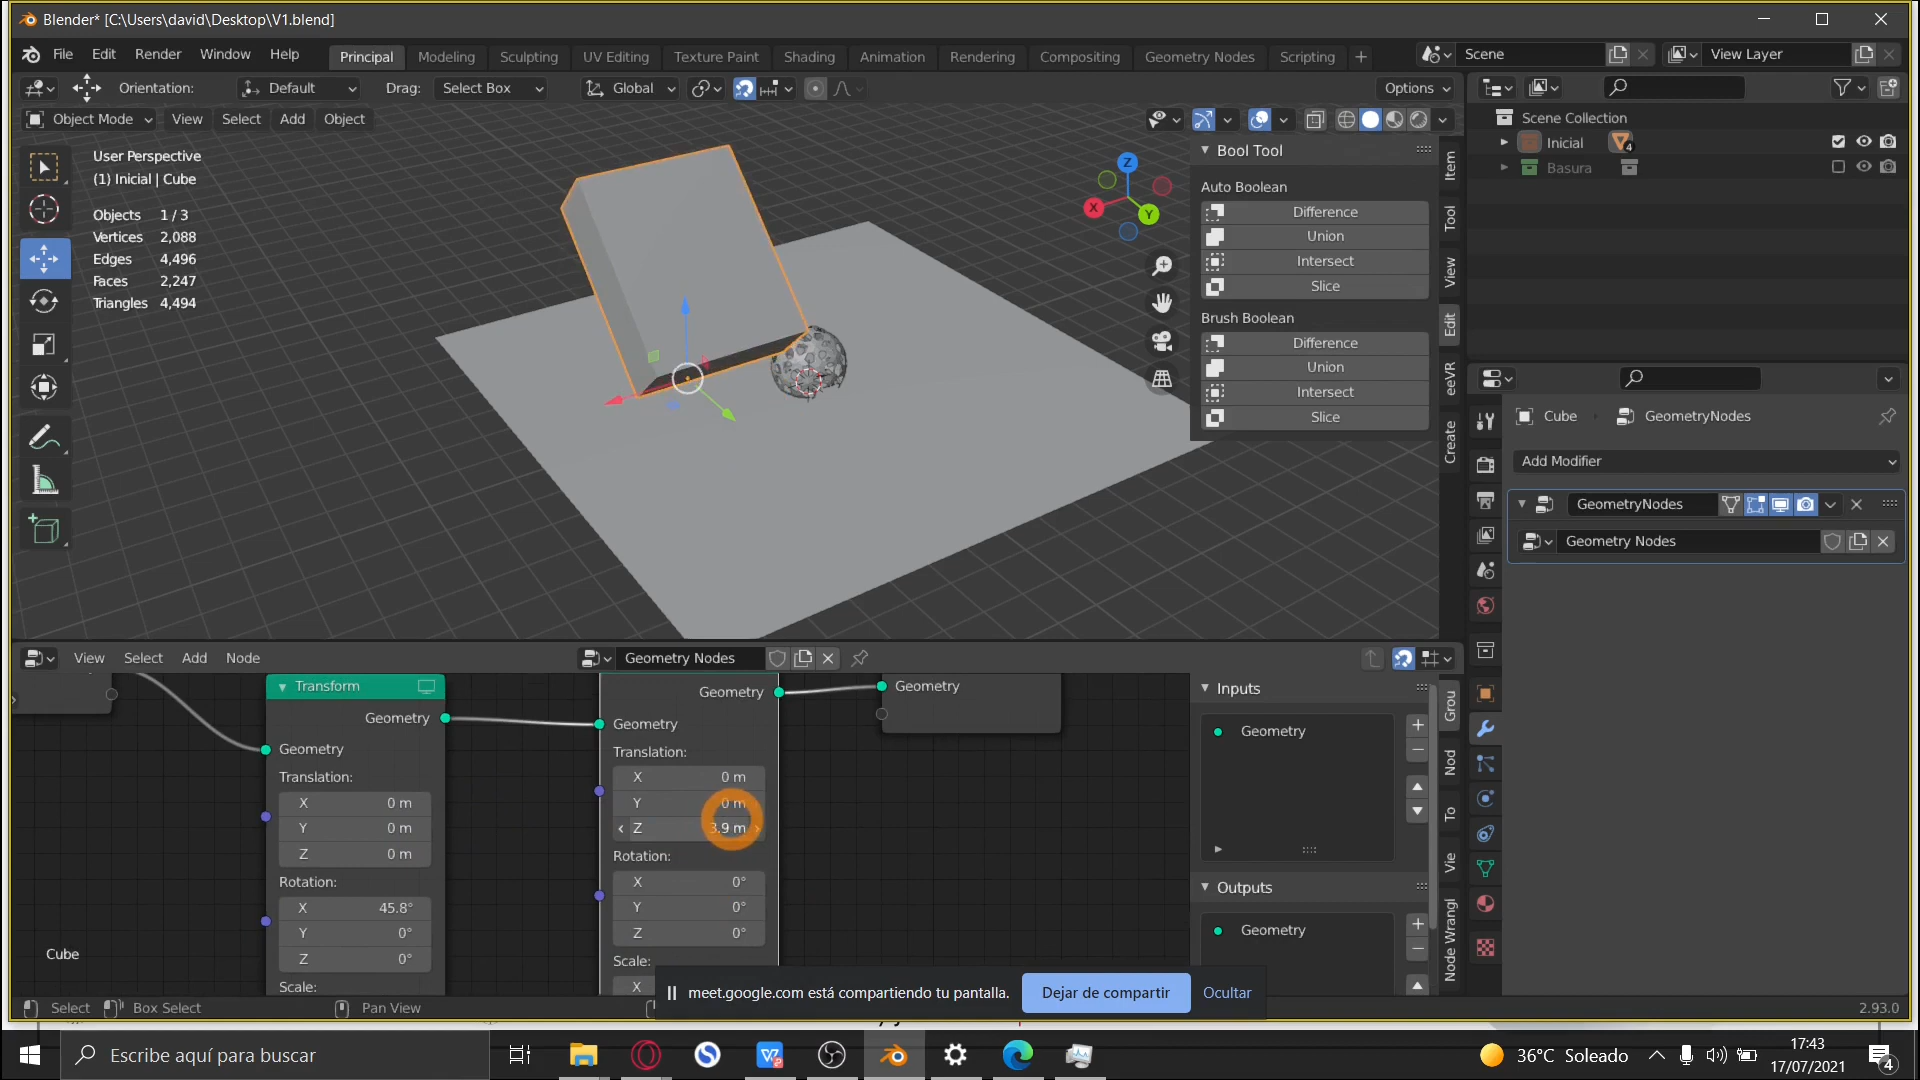 Blender* [C:\Users\david\Desktop\V1.blend]
File Edit Render Window Help Principal Modeling Sculpting UV Editing Texture Paint Shading Animation Rendering Compositing Geometry Nodes Scripting + Scene View Layer
Orientation: Default Drag: Select Box Global Options
Object Mode View Select Add Object
User Perspective
(1) Inicial | Cube
Objects 1 / 3
Vertices 2,088
Edges 4,496
Faces 2,247
Triangles 4,494
Z
X
Y
Bool Tool
Auto Boolean
Difference
Union
Intersect
Slice
Brush Boolean
Difference
Union
Intersect
Slice
Item
Tool
View
Edit
eeVR
Create
Scene Collection
Inicial 4
Basura
Cube GeometryNodes
Add Modifier
GeometryNodes
Geometry Nodes
View Select Add Node Geometry Nodes
Transform
Geometry
Geometry
Translation:
X 0 m
Y 0 m
Z 0 m
Rotation:
X 45.8°
Y 0°
Z 0°
Scale:
Geometry
Geometry
Translation:
X 0 m
Y 0 m
Z 3.9 m
Rotation:
X 0°
Y 0°
Z 0°
Scale:
X
Geometry
Cube
Inputs
Geometry
Outputs
Geometry
Grou
Nod
To
Vie
Node Wrangl
Select Box Select Pan View
2.93.0
meet.google.com está compartiendo tu pantalla. Dejar de compartir Ocultar
Escribe aquí para buscar
36°C Soleado
17:43
17/07/2021
4